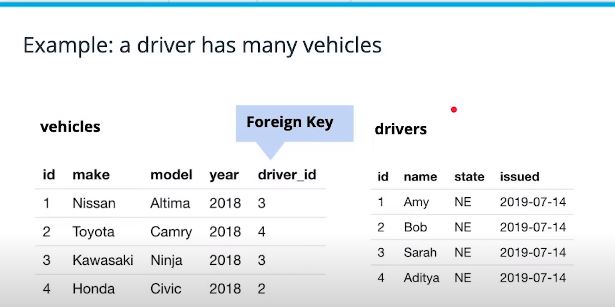 Example: a driver has many vehicles
vehicles
Foreign Key
id make model year driver_id
1 Nissan Altima 2018 3
2 Toyota Camry 2018 4
3 Kawasaki Ninja 2018 3
4 Honda Civic 2018 2
drivers
id name state issued
1 Amy NE 2019-07-14
2 Bob NE 2019-07-14
3 Sarah NE 2019-07-14
4 Aditya NE 2019-07-14